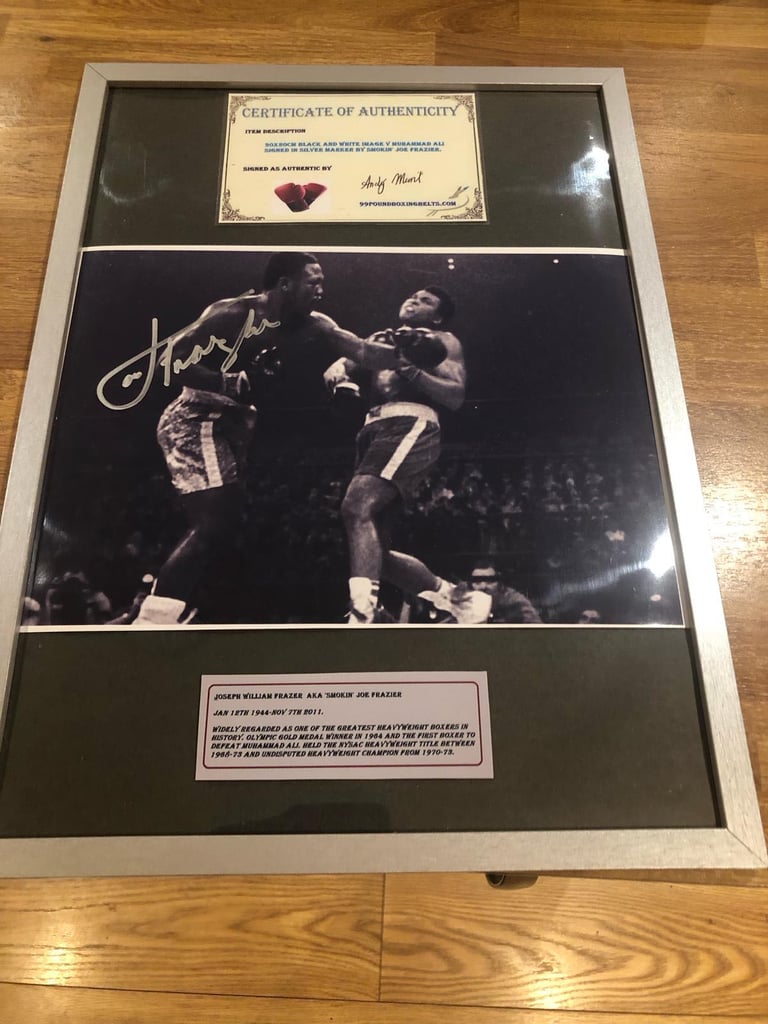 CERTIFICATE OF AUTHENTICITY
ITEM DESCRIPTION
90X80CM BLACK AND WHITE IMAGE V MUHAMMAD ALI
SIGNED IN SILVER MARKER BY SMOKIN' JOE FRAZIER.
SIGNED AS AUTHENTIC BY
Andy
99POUNDBOXINGBELTS.COM
Joe Frazier
JOSEPH WILLIAM FRAZER AKA 'SMOKIN' JOE FRAZIER
JAN 12TH 1944-NOV 7TH 2011.
WIDELY REGARDED AS ONE OF THE GREATEST HEAVYWEIGHT BOXERS IN
HISTORY. OLYMPIC GOLD MEDAL WINNER IN 1964 AND THE FIRST BOXER TO
DEFEAT MUHAMMAD ALI. HELD THE NYSAC HEAVYWEIGHT TITLE BETWEEN
1968-73 AND UNDISPUTED HEAVYWEIGHT CHAMPION FROM 1970-73.